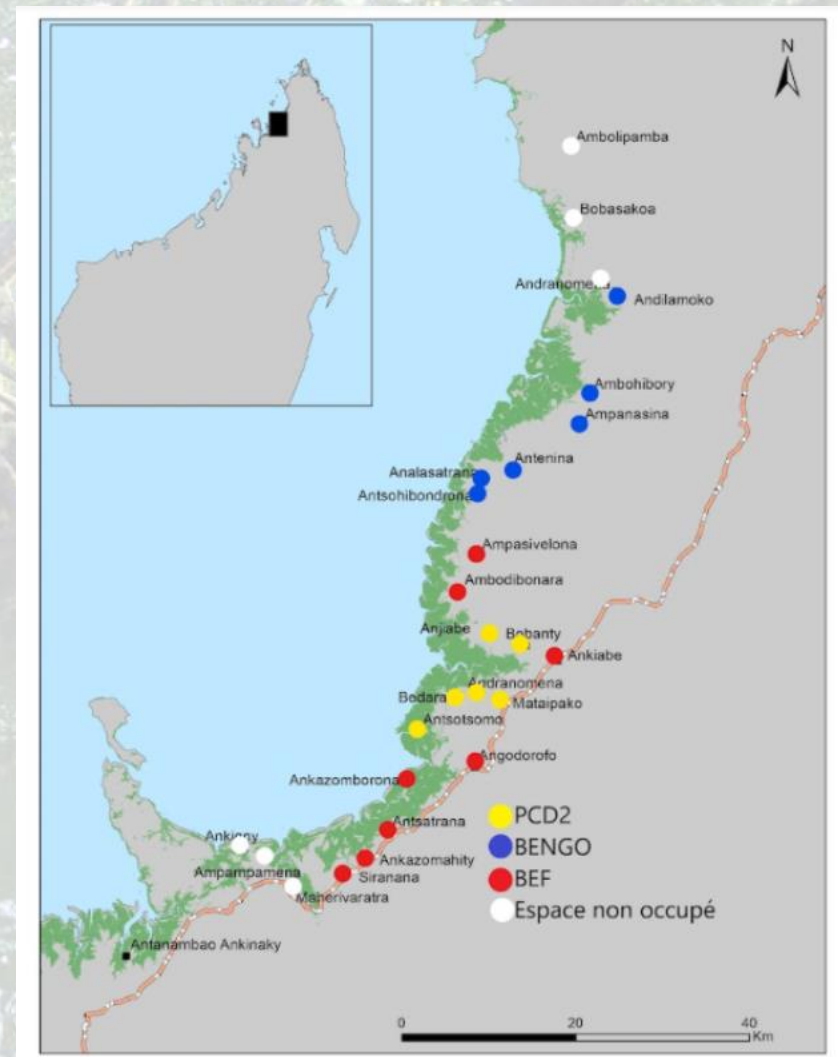 N
Ambolipamba
Bobasakoa
Andranomena
Andilamoko
Ambohibory
Ampanasina
Antenina
Analasatrana
Antsohibondrona
Ampasivelona
Ambodibonara
Anjiabe
Bobanty
Ankiabe
Andranomena
Bodara
Mataipako
Antsotsomo
Angodorofo
Ankazomborona
PCD2
Antsatrana
BENGO
Ankingny
Ankazomahity
BEF
Ampampamena
Siranana
Maherivaratra
Espace non occupé
Antanambao Ankinaky
0 20 40
Km